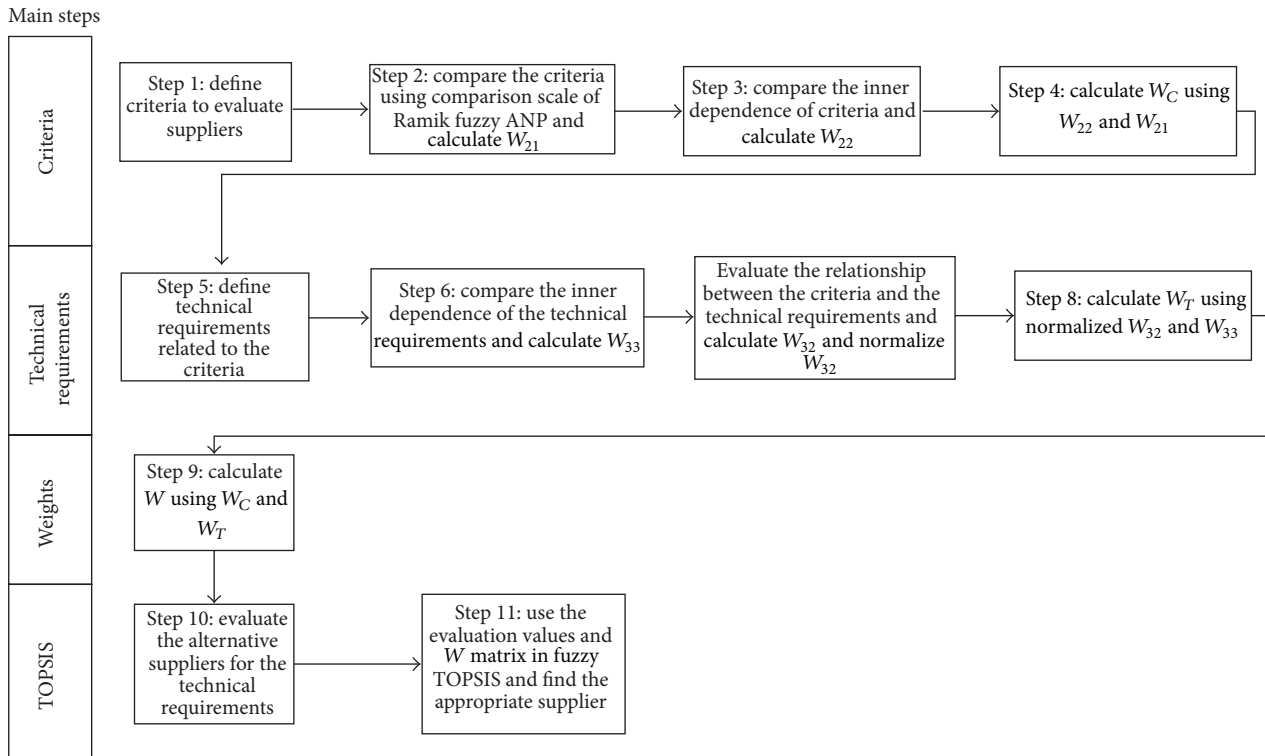 Main steps
Criteria
Step 1: define
criteria to evaluate
suppliers
Step 2: compare the criteria
using comparison scale of
Ramik fuzzy ANP and
calculate W21
Step 3: compare the inner
dependence of criteria and
calculate W22
Step 4: calculate WC using
W22 and W21
Technical
requirements
Step 5: define
technical
requirements
related to the
criteria
Step 6: compare the inner
dependence of the technical
requirements and calculate W33
Evaluate the relationship
between the criteria and the
technical requirements and
calculate W32 and normalize
W32
Step 8: calculate WT using
normalized W32 and W33
Weights
Step 9: calculate
W using WC and
WT
TOPSIS
Step 10: evaluate
the alternative
suppliers for the
technical
requirements
Step 11: use the
evaluation values and
W matrix in fuzzy
TOPSIS and find the
appropriate supplier